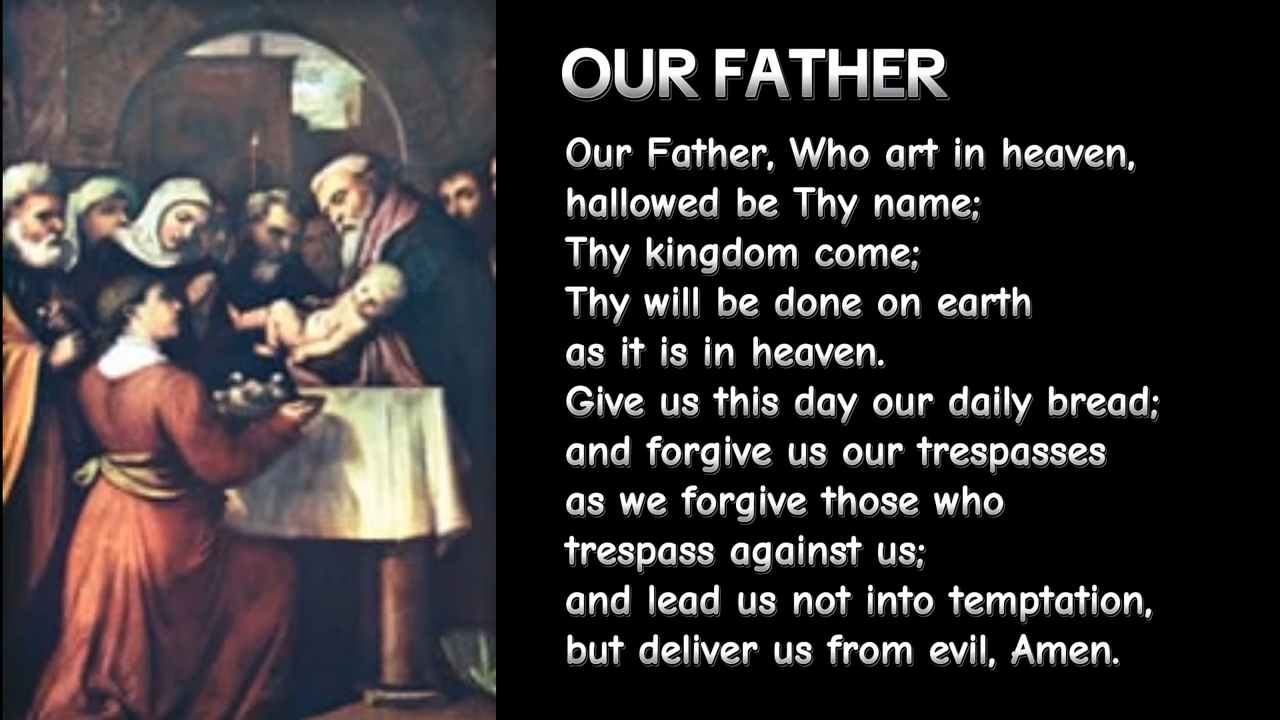 OUR FATHER
Our Father, Who art in heaven,
hallowed be Thy name;
Thy kingdom come;
Thy will be done on earth
as it is in heaven.
Give us this day our daily bread;
and forgive us our trespasses
as we forgive those who
trespass against us;
and lead us not into temptation,
but deliver us from evil, Amen.